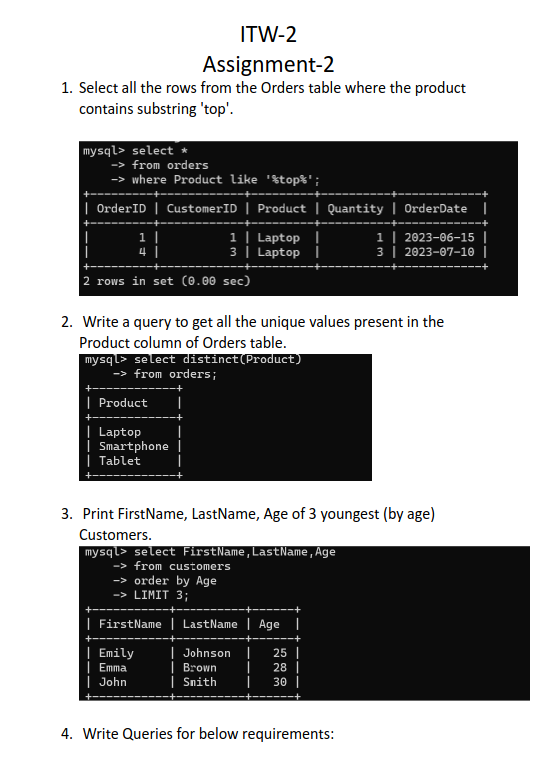 ITW-2
Assignment-2
1. Select all the rows from the Orders table where the product
contains substring 'top'.
mysql> select *
    -> from orders
    -> where Product like '%top%';
+---------+------------+---------+----------+------------+
| OrderID | CustomerID | Product | Quantity | OrderDate  |
+---------+------------+---------+----------+------------+
|       1 |          1 | Laptop  |        1 | 2023-06-15 |
|       4 |          3 | Laptop  |        3 | 2023-07-10 |
+---------+------------+---------+----------+------------+
2 rows in set (0.00 sec)
2. Write a query to get all the unique values present in the
Product column of Orders table.
mysql> select distinct(Product)
    -> from orders;
+------------+
| Product    |
+------------+
| Laptop     |
| Smartphone |
| Tablet     |
+------------+
3. Print FirstName, LastName, Age of 3 youngest (by age)
Customers.
mysql> select FirstName,LastName,Age
    -> from customers
    -> order by Age
    -> LIMIT 3;
+-----------+----------+------+
| FirstName | LastName | Age  |
+-----------+----------+------+
| Emily     | Johnson  |   25 |
| Emma      | Brown    |   28 |
| John      | Smith    |   30 |
+-----------+----------+------+
4. Write Queries for below requirements: